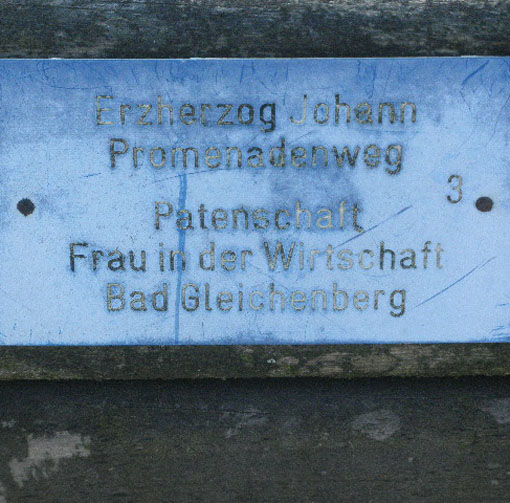 Erzherzog Johann
Promenadenweg
3
Patenschaft
Frau in der Wirtschaft
Bad Gleichenberg